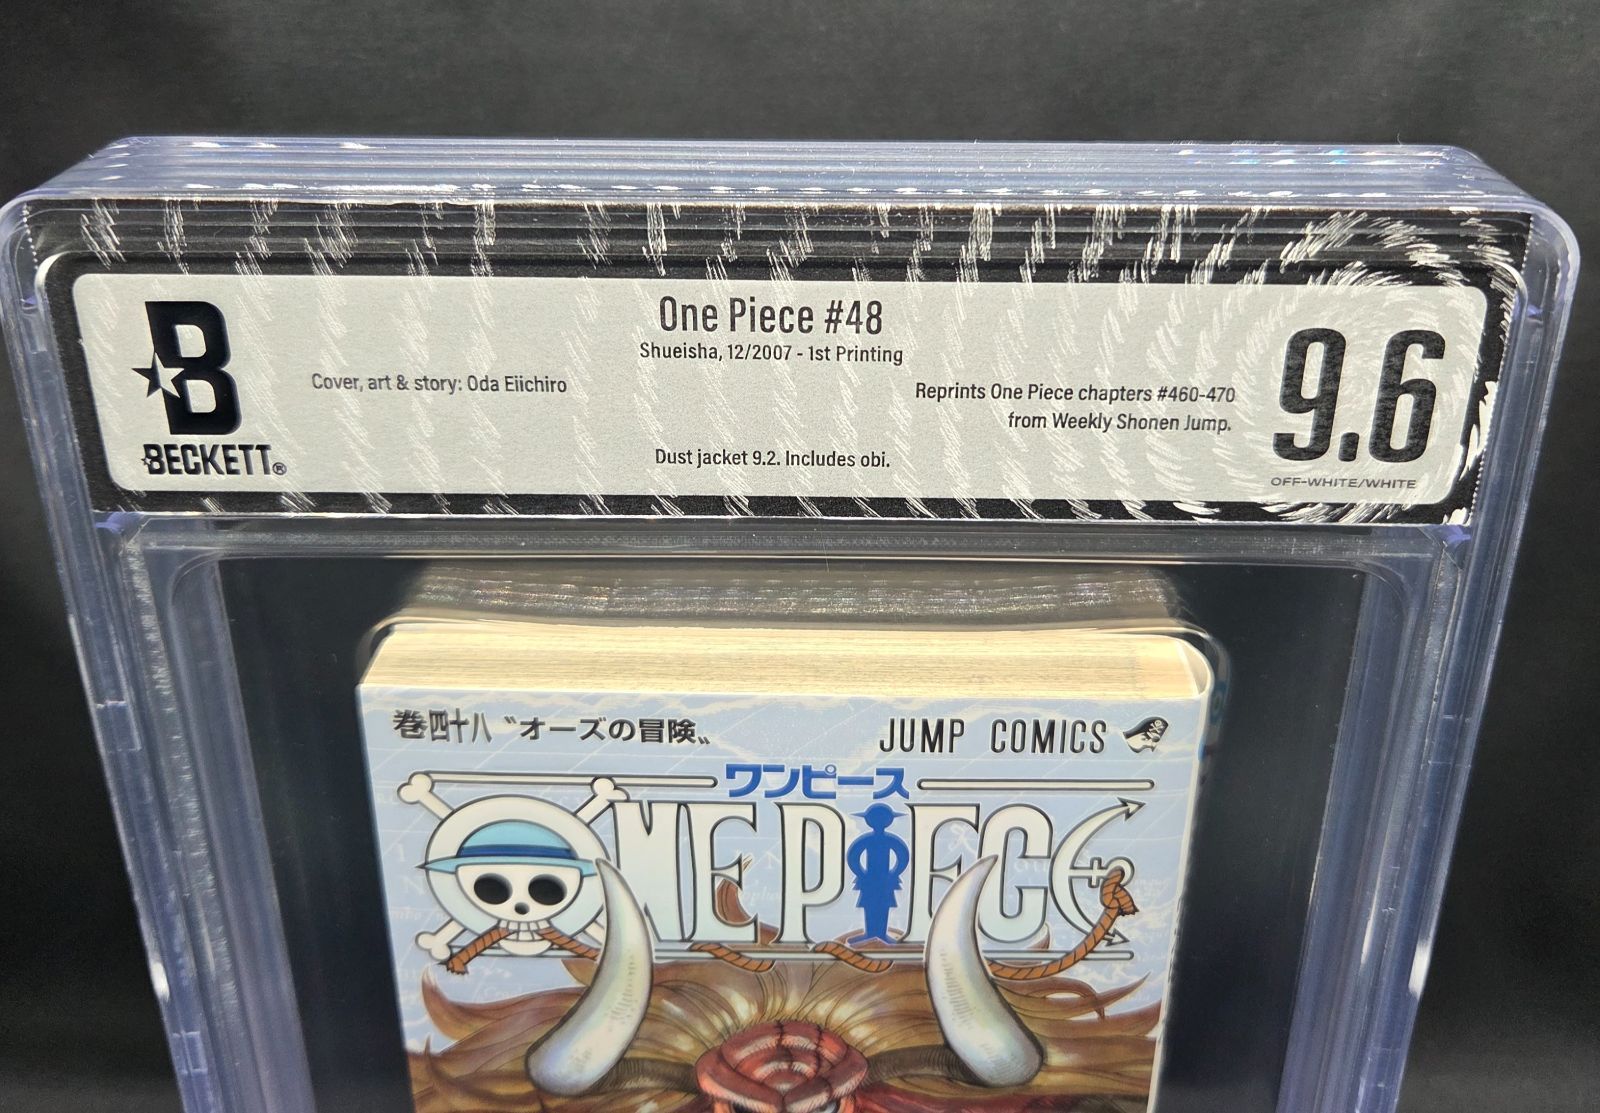 One Piece #48
Shueisha, 12/2007 - 1st Printing
Cover, art & story: Oda Eiichiro
Reprints One Piece chapters #460-470
from Weekly Shonen Jump.
Dust jacket 9.2. Includes obi.
B
BECKETT®
9.6
OFF-WHITE/WHITE
巻四十八〝オーズの冒険〟
JUMP COMICS
ワンピース
ONE PIECE